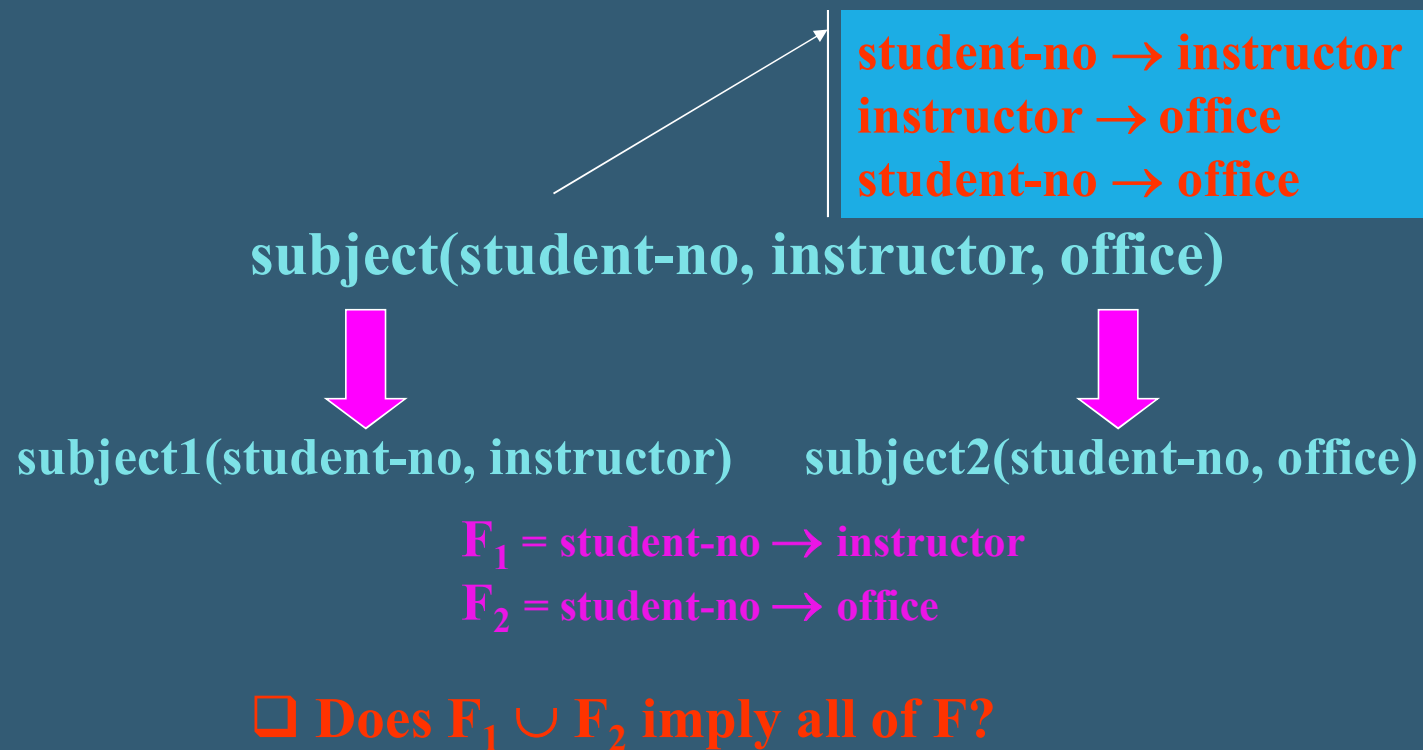 student-no → instructor
instructor → office
student-no → office
subject(student-no, instructor, office)
subject1(student-no, instructor) subject2(student-no, office)
F₁ = student-no → instructor
F₂ = student-no → office
❑ Does F₁ ∪ F₂ imply all of F?